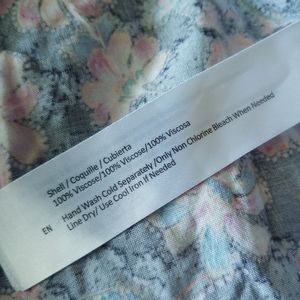 Shell / Coquille / Cubierta
100% Viscose/100% Viscose/100% Viscosa
EN
Hand Wash Cold Separately /Only Non Chlorine Bleach When Needed
Line Dry/ Use Cool Iron If Needed